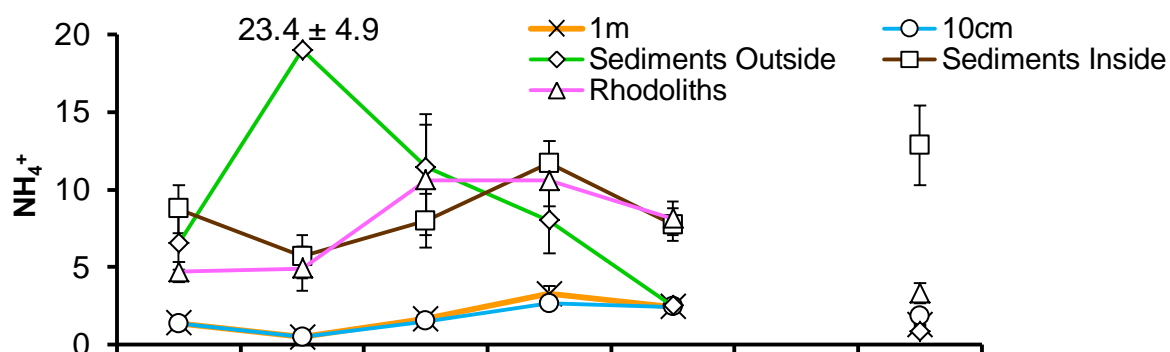 23.4 ± 4.9
1m
10cm
Sediments Outside
Sediments Inside
Rhodoliths
NH₄⁺
20
15
10
5
0